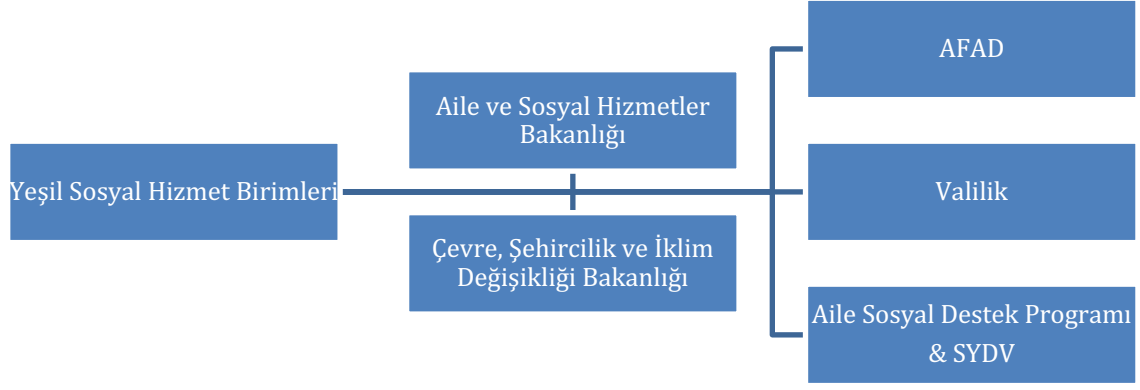 Yeşil Sosyal Hizmet Birimleri
Aile ve Sosyal Hizmetler
Bakanlığı
Çevre, Şehircilik ve İklim
Değişikliği Bakanlığı
AFAD
Valilik
Aile Sosyal Destek Programı
& SYDV